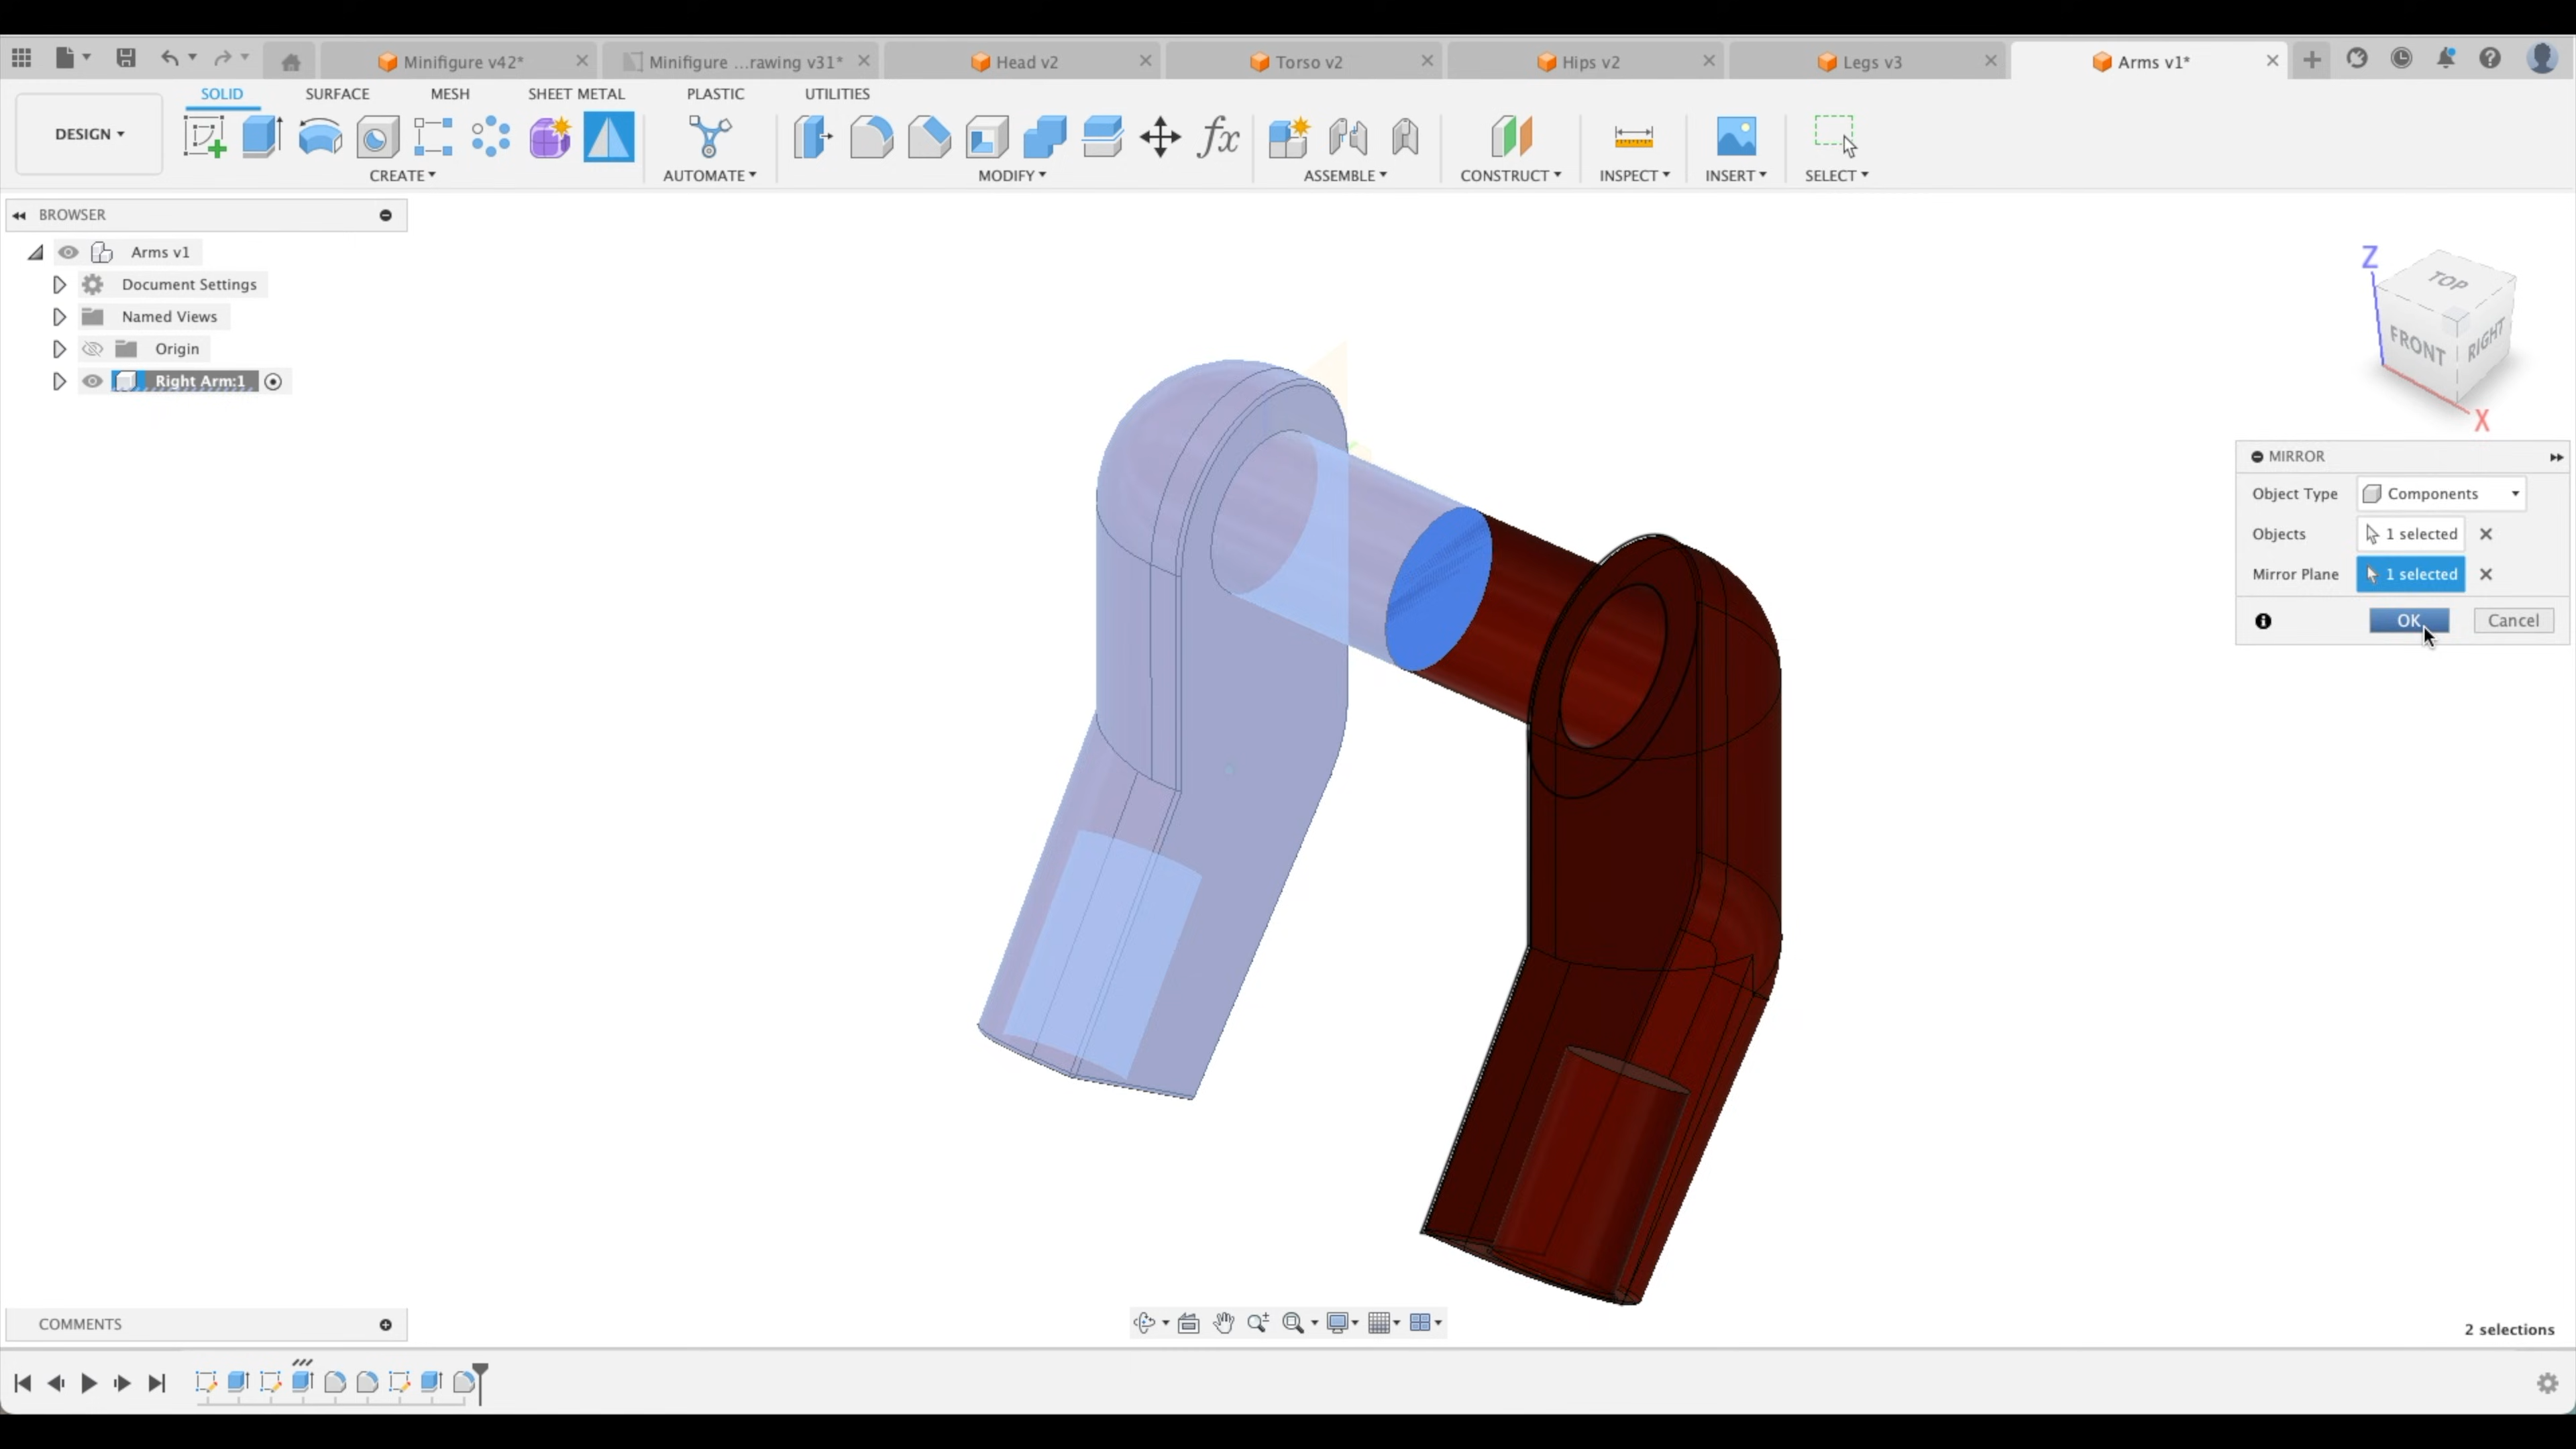 Minifigure v42*
Minifigure ...rawing v31*
Head v2
Torso v2
Hips v2
Legs v3
Arms v1*
SOLID
SURFACE
MESH
SHEET METAL
PLASTIC
UTILITIES
DESIGN
fx
CREATE
AUTOMATE
MODIFY
ASSEMBLE
CONSTRUCT
INSPECT
INSERT
SELECT
BROWSER
Arms v1
Document Settings
Named Views
Origin
Right Arm:1
Z
TOP
FRONT
RIGHT
X
MIRROR
Object Type
Components
Objects
1 selected
Mirror Plane
1 selected
OK
Cancel
COMMENTS
2 selections